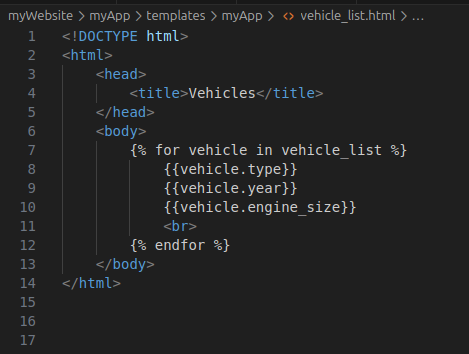 myWebsite > myApp > templates > myApp > <> vehicle_list.html > ...
1 <!DOCTYPE html>
2 <html>
3     <head>
4         <title>Vehicles</title>
5     </head>
6     <body>
7         {% for vehicle in vehicle_list %}
8             {{vehicle.type}}
9             {{vehicle.year}}
10             {{vehicle.engine_size}}
11             <br>
12         {% endfor %}
13     </body>
14 </html>
15
16
17